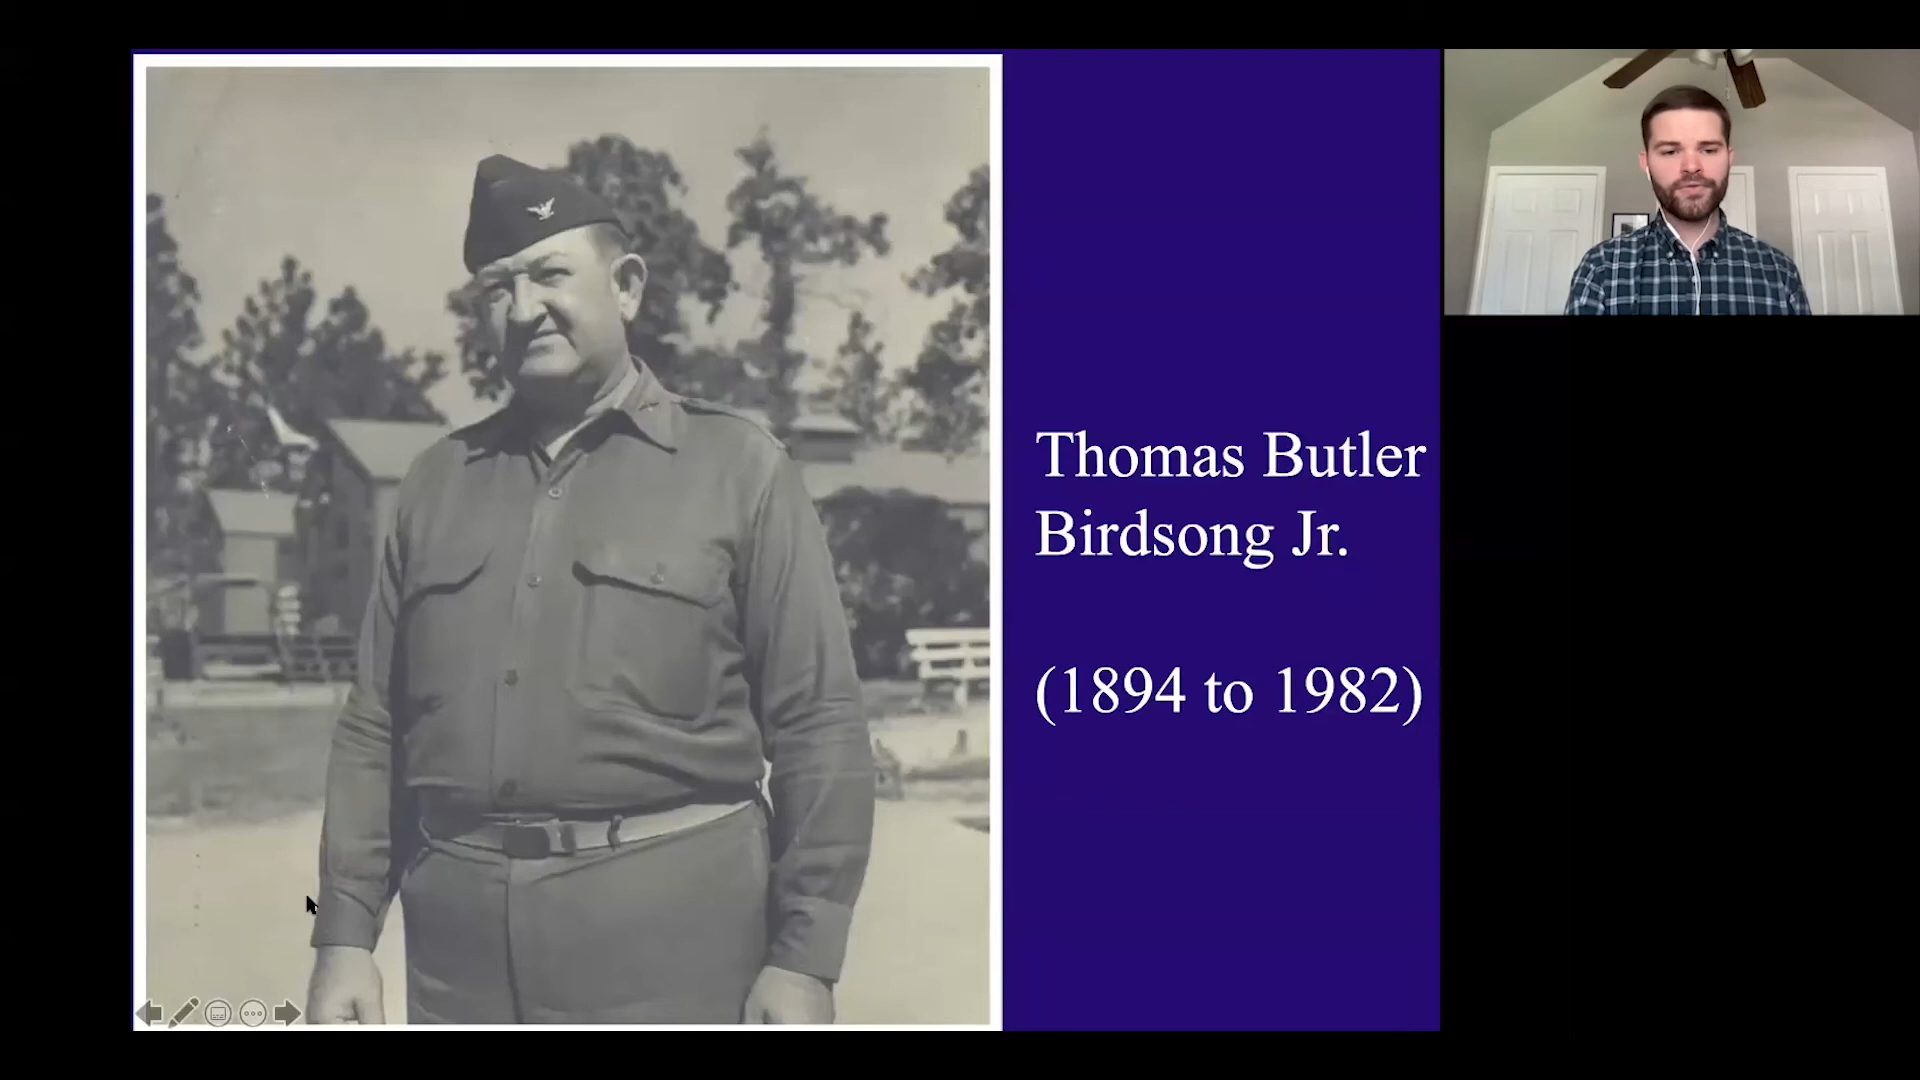 Thomas Butler
Birdsong Jr.
(1894 to 1982)